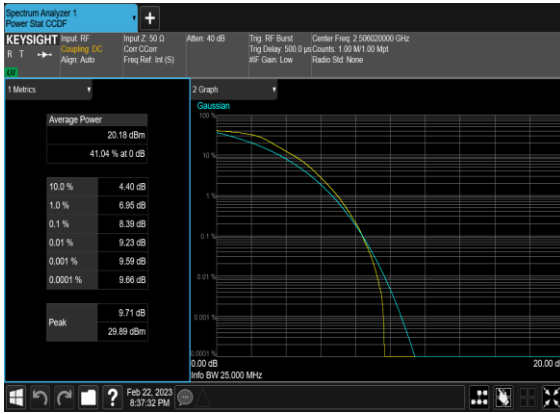 Spectrum Analyzer 1
Power Stat CCDF
+
KEYSIGHT Input: RF Input Z: 50 Ω Atten: 40 dB Trig: RF Burst Center Freq: 2.506020000 GHz
R T Coupling: DC Corr CCorr Trig Delay: 500.0 µs Counts: 1.00 M/1.00 Mpt
Align: Auto Freq Ref: Int (S) #IF Gain: Low Radio Std: None
1 Metrics
2 Graph
Average Power
20.18 dBm
41.04 % at 0 dB
10.0 % 4.40 dB
1.0 % 6.95 dB
0.1 % 8.39 dB
0.01 % 9.23 dB
0.001 % 9.59 dB
0.0001 % 9.66 dB
Peak 9.71 dB
29.89 dBm
Gaussian
100 %
10 %
1 %
0.1 %
0.01 %
0.001 %
0.0001 %
0.00 dB 20.00 d
Info BW 25.000 MHz
? Feb 22, 2023
8:37:32 PM